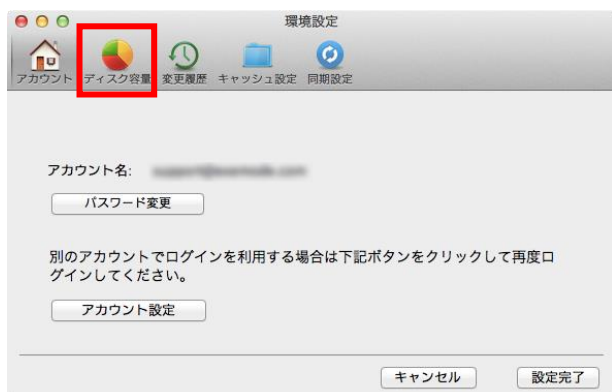 環境設定
アカウント ディスク容量 変更履歴 キャッシュ設定 同期設定
アカウント名:
パスワード変更
別のアカウントでログインを利用する場合は下記ボタンをクリックして再度ロ
グインしてください。
アカウント設定
キャンセル 設定完了